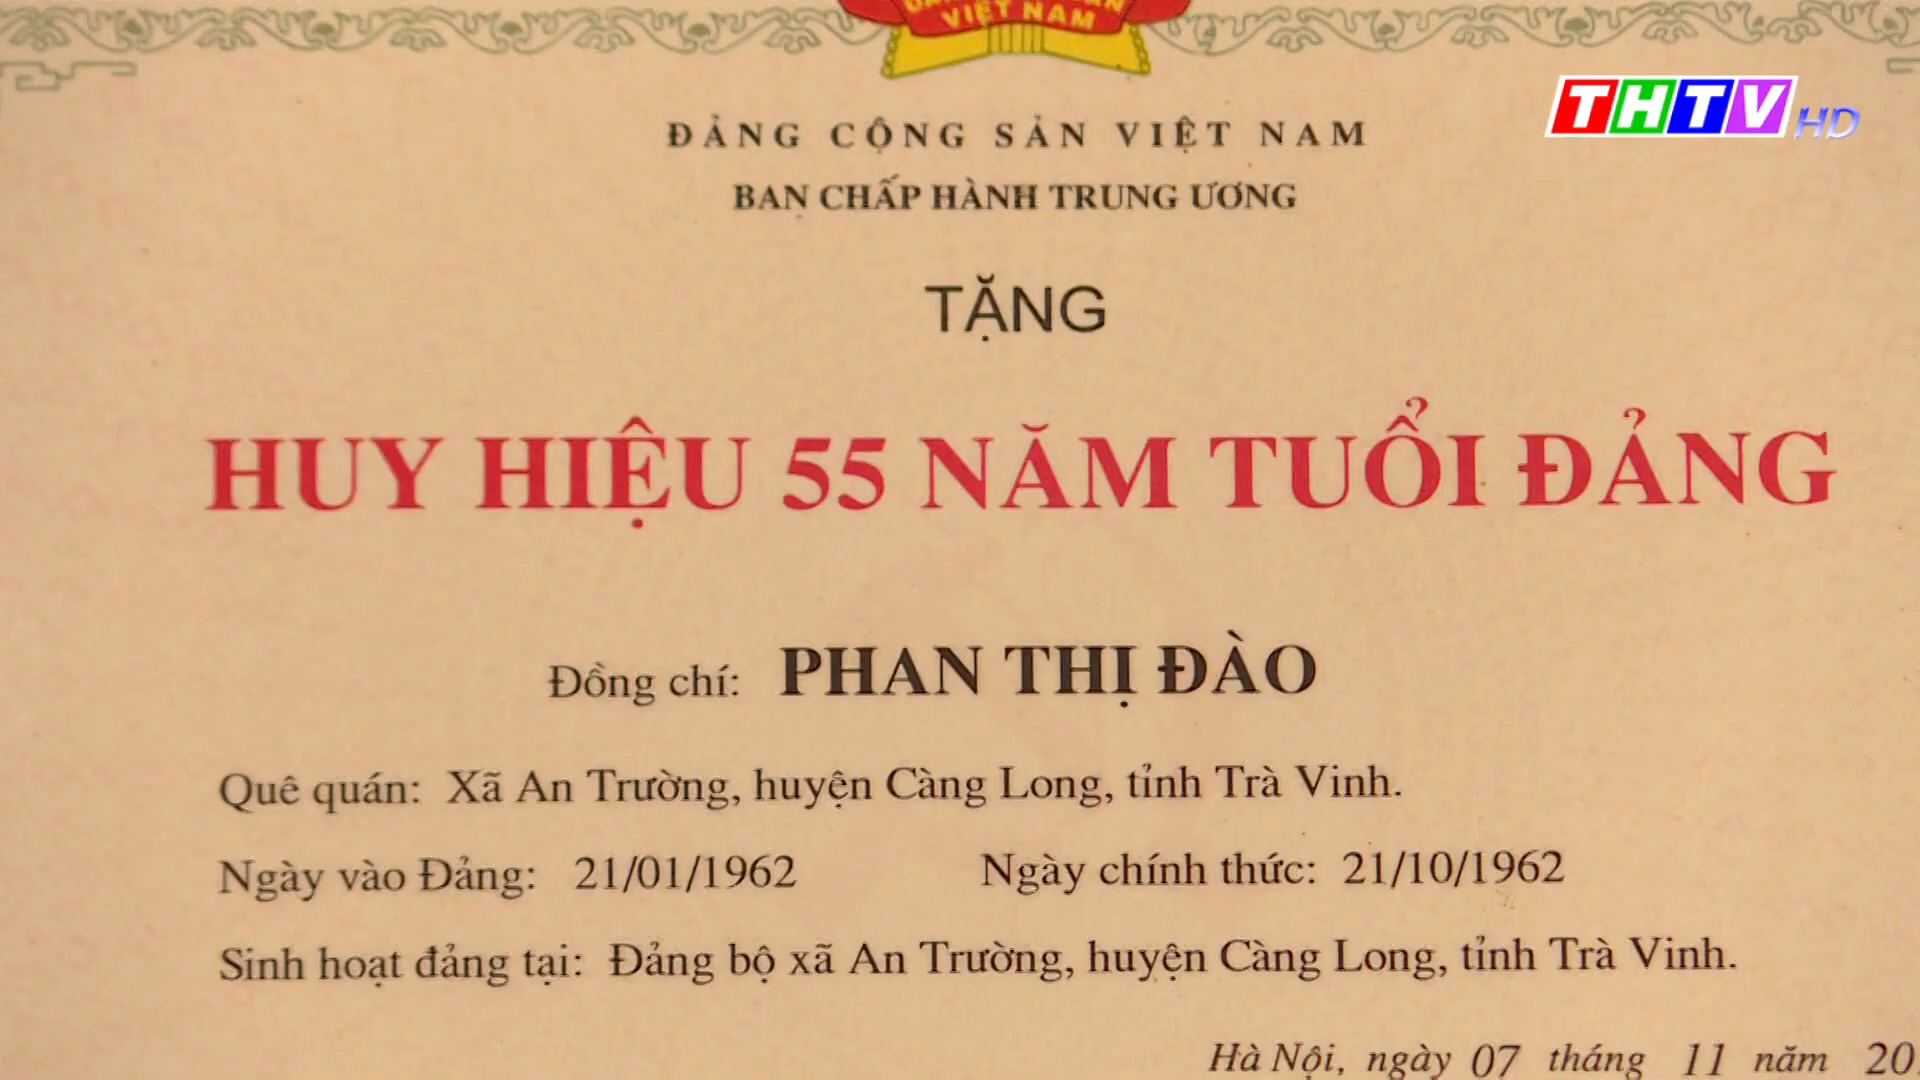 VIỆT NAM
THTV HD
ĐẢNG CỘNG SẢN VIỆT NAM
BAN CHẤP HÀNH TRUNG ƯƠNG
TẶNG
HUY HIỆU 55 NĂM TUỔI ĐẢNG
Đồng chí: PHAN THỊ ĐÀO
Quê quán: Xã An Trường, huyện Càng Long, tỉnh Trà Vinh.
Ngày vào Đảng: 21/01/1962 Ngày chính thức: 21/10/1962
Sinh hoạt đảng tại: Đảng bộ xã An Trường, huyện Càng Long, tỉnh Trà Vinh.
Hà Nội, ngày 07 tháng 11 năm 20